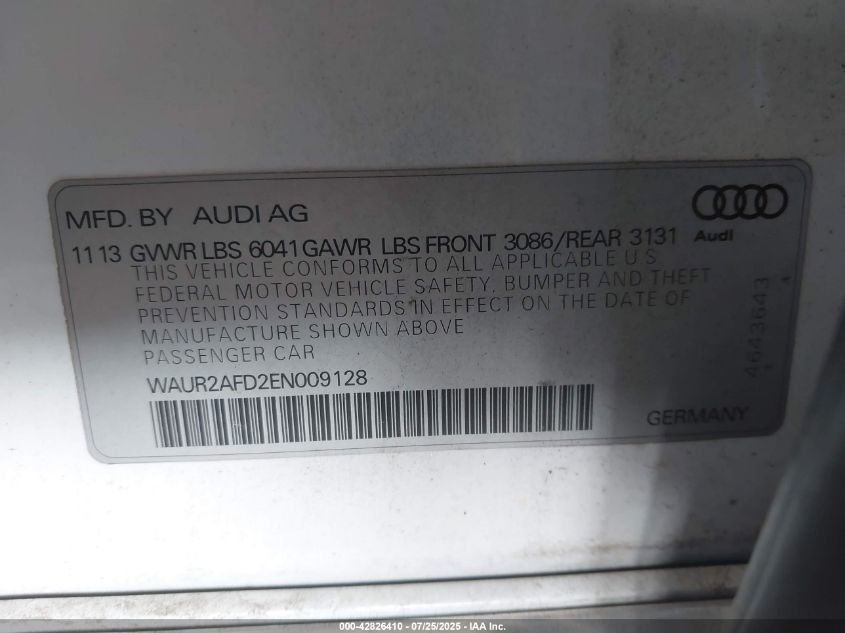 MFD. BY AUDI AG
11 13 GVWR LBS 6041 GAWR LBS FRONT 3086/REAR 3131
Audi
THIS VEHICLE CONFORMS TO ALL APPLICABLE U.S.
FEDERAL MOTOR VEHICLE SAFETY, BUMPER AND THEFT
PREVENTION STANDARDS IN EFFECT ON THE DATE OF
MANUFACTURE SHOWN ABOVE
PASSENGER CAR
WAUR2AFD2EN009128
GERMANY
4643643
000-42826410 - 07/25/2025 - IAA Inc.